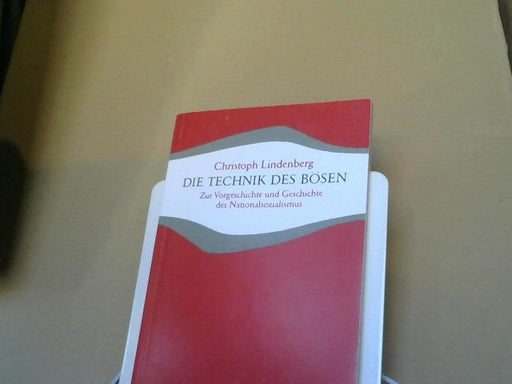 Christoph Lindenberg
DIE TECHNIK DES BÖSEN
Zur Vorgeschichte und Geschichte
des Nationalsozialismus